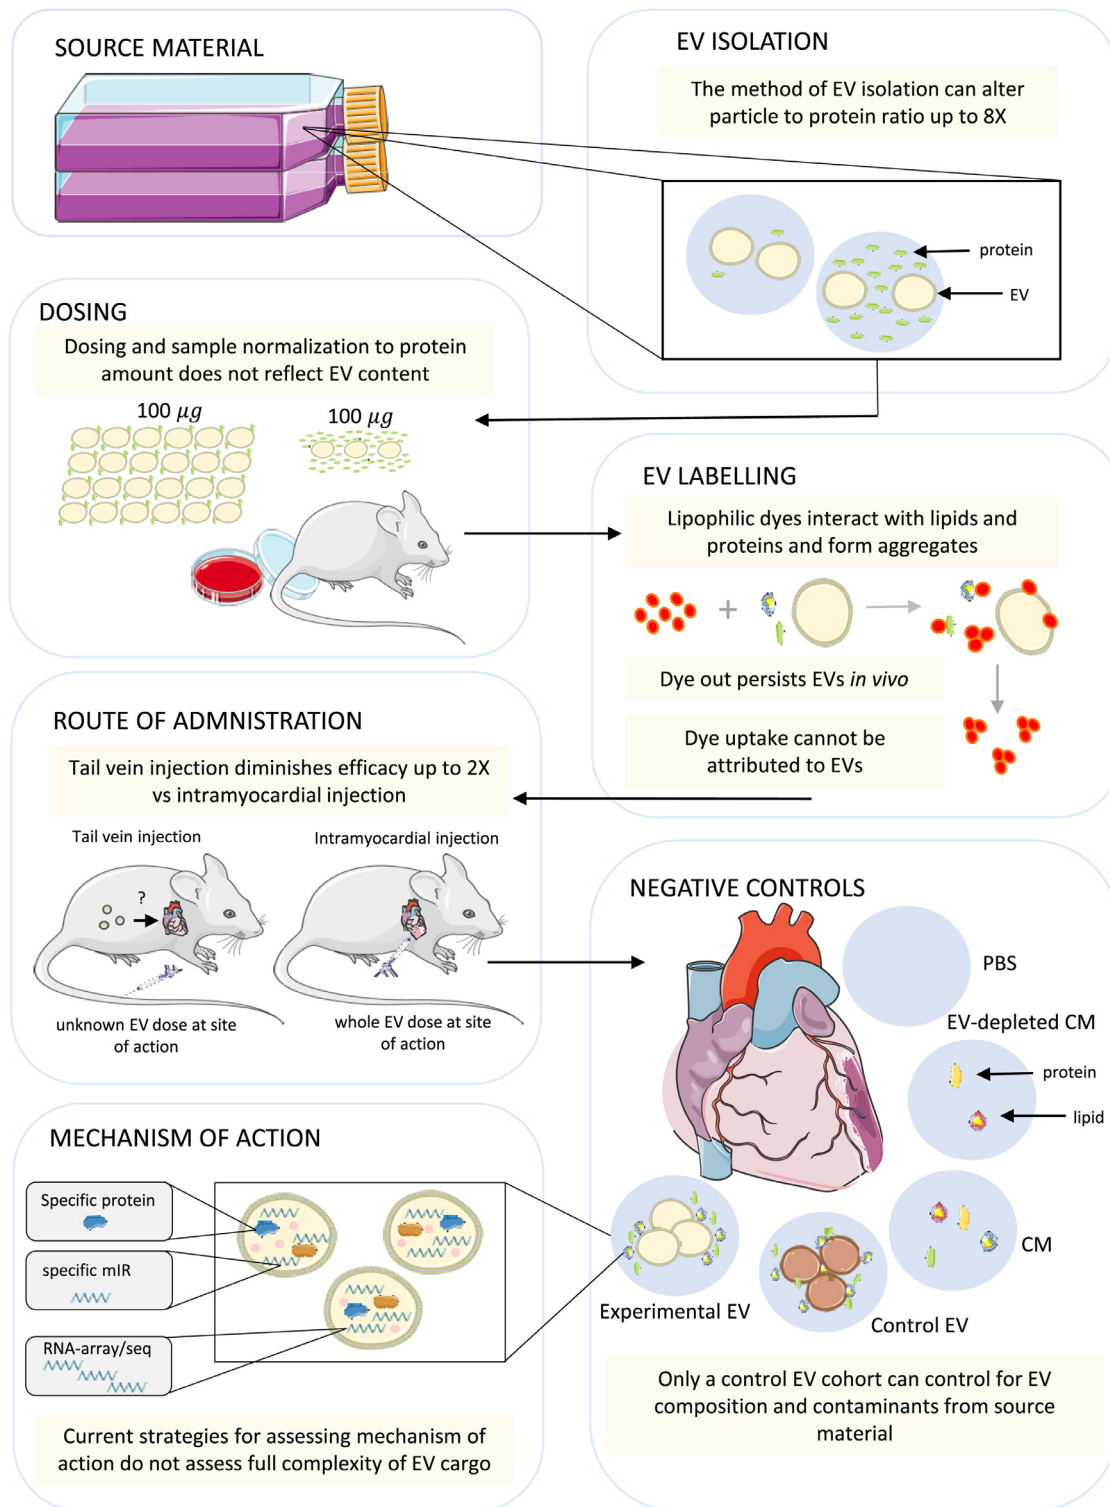 SOURCE MATERIAL
EV ISOLATION
The method of EV isolation can alter
particle to protein ratio up to 8X
protein
EV
DOSING
Dosing and sample normalization to protein
amount does not reflect EV content
100 μg
100 μg
EV LABELLING
Lipophilic dyes interact with lipids and
proteins and form aggregates
+
Dye out persists EVs in vivo
Dye uptake cannot be
attributed to EVs
ROUTE OF ADMNISTRATION
Tail vein injection diminishes efficacy up to 2X
vs intramyocardial injection
Tail vein injection
Intramyocardial injection
?
unknown EV dose at site
of action
whole EV dose at site
of action
NEGATIVE CONTROLS
PBS
EV-depleted CM
protein
lipid
CM
Control EV
Experimental EV
Only a control EV cohort can control for EV
composition and contaminants from source
material
MECHANISM OF ACTION
Specific protein
specific mIR
RNA-array/seq
Current strategies for assessing mechanism of
action do not assess full complexity of EV cargo